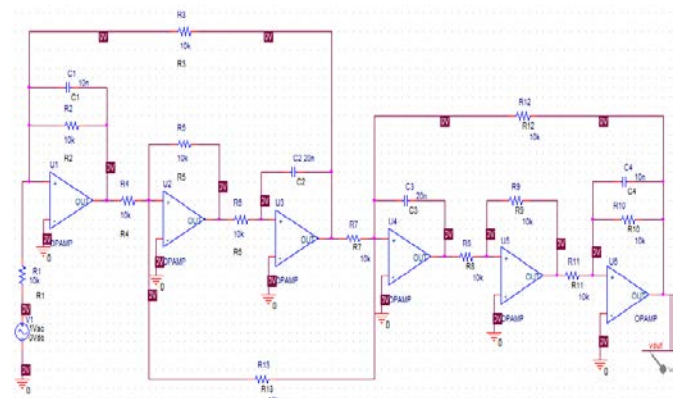 R3
0V
0V
10k
R3
C1 10n
C1
R2
10k
R2
R12
R12
0V
0V
10k
R5
10k
R5
C2 20n
C2
C3
20n
C3
R9
R9
10k
C4
10n
C4
R10
R10
10k
U1
OUT
OPAMP
0V
0
R4
10k
R4
U2
OUT
OPAMP
0V
0
10k
R6
U3
OUT
OPAMP
0V
0
R7
R7
10k
U4
OUT
OPAMP
0V
0
R8
10k
U5
OUT
OPAMP
0V
0
R11
R11
10k
U6
OUT
OPAMP
0V
0
R1
10k
R1
0V
V1
1Vac
0Vdc
0V
0
R13
Vout